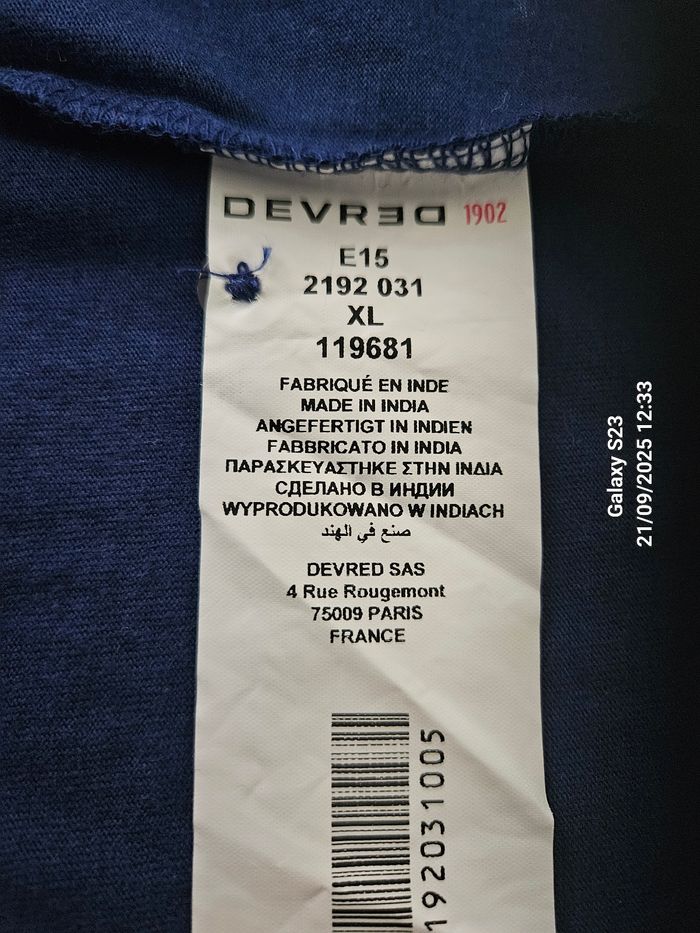 DEVRED 1902
E15
2192 031
XL
119681
FABRIQUÉ EN INDE
MADE IN INDIA
ANGEFERTIGT IN INDIEN
FABBRICATO IN INDIA
ΠΑΡΑΣΚΕΥΑΣΤΗΚΕ ΣΤΗΝ ΙΝΔΙΑ
СДЕЛАНО В ИНДИИ
WYPRODUKOWANO W INDIACH
صنع في الهند
DEVRED SAS
4 Rue Rougemont
75009 PARIS
FRANCE
192031005
Galaxy S23
21/09/2025 12:33